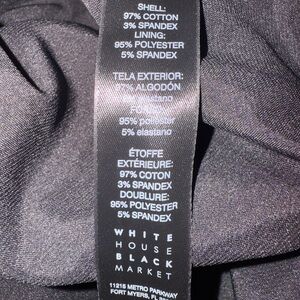 SHELL:
97% COTTON
3% SPANDEX
LINING:
95% POLYESTER
5% SPANDEX
TELA EXTERIOR:
97% ALGODÓN
elastano
95% poliéster
5% elastano
ÉTOFFE
EXTÉRIEURE:
97% COTON
3% SPANDEX
DOUBLURE:
95% POLYESTER
5% SPANDEX
WHITE
HOUSE
BLACK
MARKET
11215 METRO PARKWAY
FORT MYERS, FL